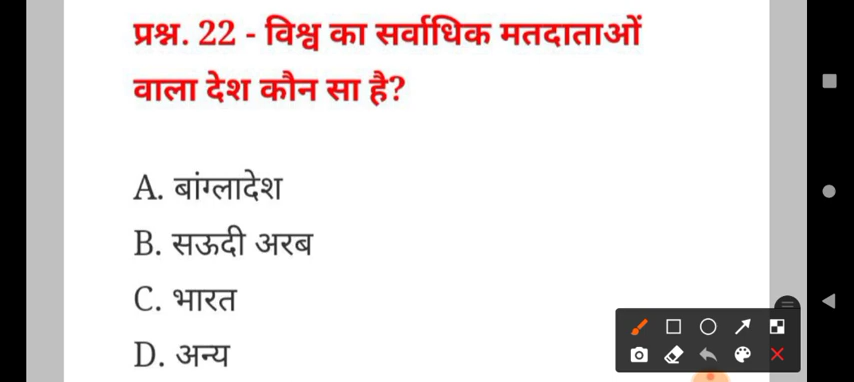 प्रश्न. 22 - विश्व का सर्वाधिक मतदाताओं
वाला देश कौन सा है?
A. बांग्लादेश
B. सऊदी अरब
C. भारत
D. अन्य